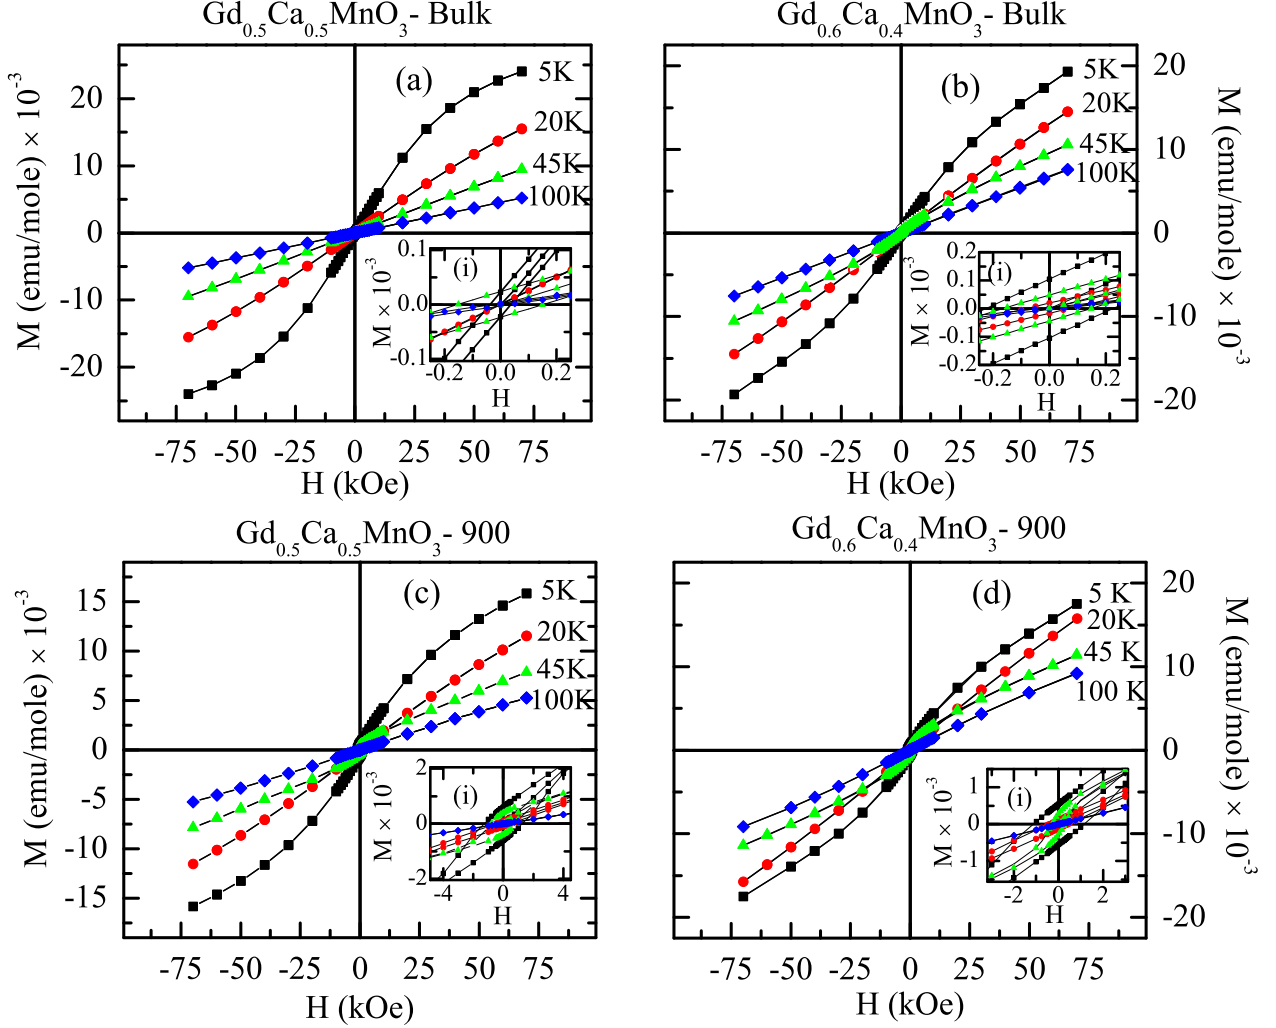 Gd0.5Ca0.5MnO3- Bulk
M (emu/mole) × 10-3
(a)
5K
20K
45K
100K
20
10
0
-10
-20
(i)
M × 10-3
0.1
0.0
-0.1
-0.2 0.0 0.2
H
-75 -50 -25 0 25 50 75
H (kOe)
Gd0.6Ca0.4MnO3- Bulk
M (emu/mole) × 10-3
(b)
5K
20K
45K
100K
20
10
0
-10
-20
(i)
M × 10-3
0.2
0.1
0.0
-0.1
-0.2
-0.2 0.0 0.2
H
-75 -50 -25 0 25 50 75
H (kOe)
Gd0.5Ca0.5MnO3- 900
M (emu/mole) × 10-3
(c)
5K
20K
45K
100K
15
10
5
0
-5
-10
-15
(i)
M × 10-3
2
0
-2
-4 0 4
H
-75 -50 -25 0 25 50 75
H (kOe)
Gd0.6Ca0.4MnO3- 900
M (emu/mole) × 10-3
(d)
5 K
20K
45 K
100 K
20
10
0
-10
-20
(i)
M × 10-3
1
0
-1
-2 0 2
H
-75 -50 -25 0 25 50 75
H (kOe)